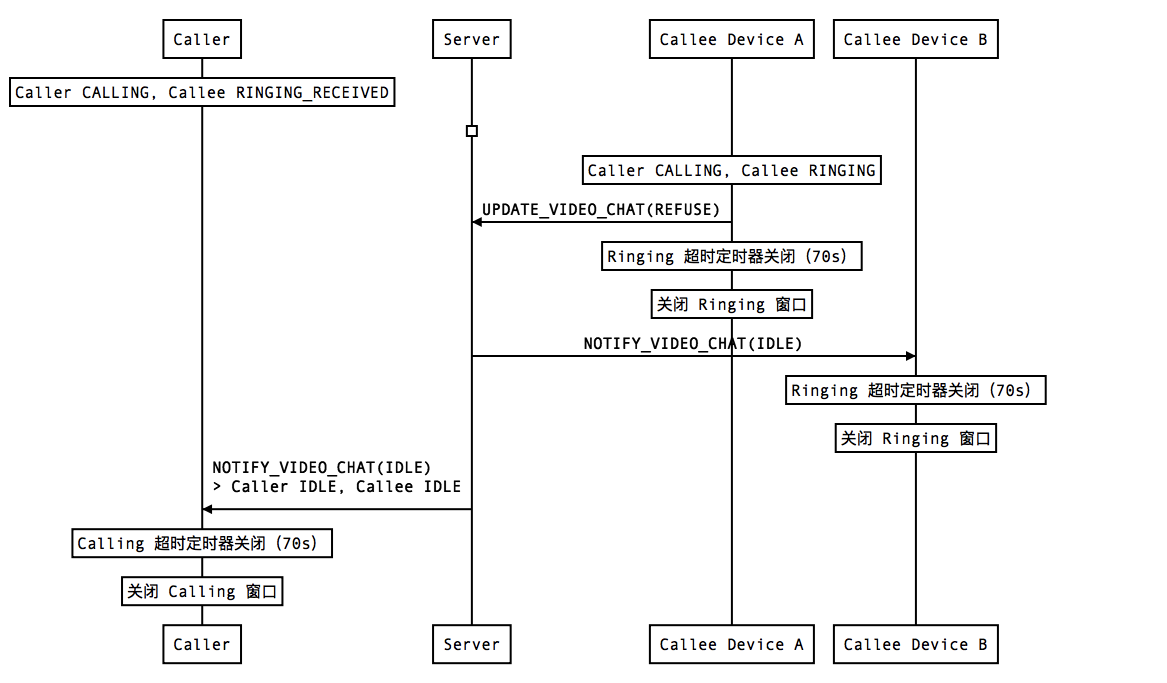 Caller
Server
Callee Device A
Callee Device B
Caller CALLING, Callee RINGING_RECEIVED
Caller CALLING, Callee RINGING
UPDATE_VIDEO_CHAT(REFUSE)
Ringing 超时定时器关闭（70s）
关闭 Ringing 窗口
NOTIFY_VIDEO_CHAT(IDLE)
Ringing 超时定时器关闭（70s）
关闭 Ringing 窗口
NOTIFY_VIDEO_CHAT(IDLE)
> Caller IDLE, Callee IDLE
Calling 超时定时器关闭（70s）
关闭 Calling 窗口
Caller
Server
Callee Device A
Callee Device B